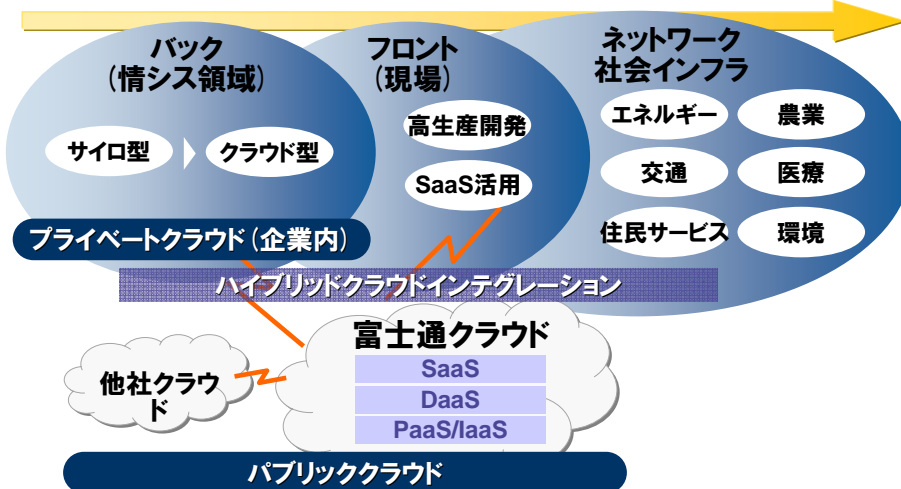 バック
(情シス領域)
フロント
(現場)
ネットワーク
社会インフラ
サイロ型
クラウド型
高生産開発
SaaS活用
エネルギー
農業
交通
医療
住民サービス
環境
プライベートクラウド(企業内)
ハイブリッドクラウドインテグレーション
富士通クラウド
SaaS
DaaS
PaaS/IaaS
他社クラウ
ド
パブリッククラウド